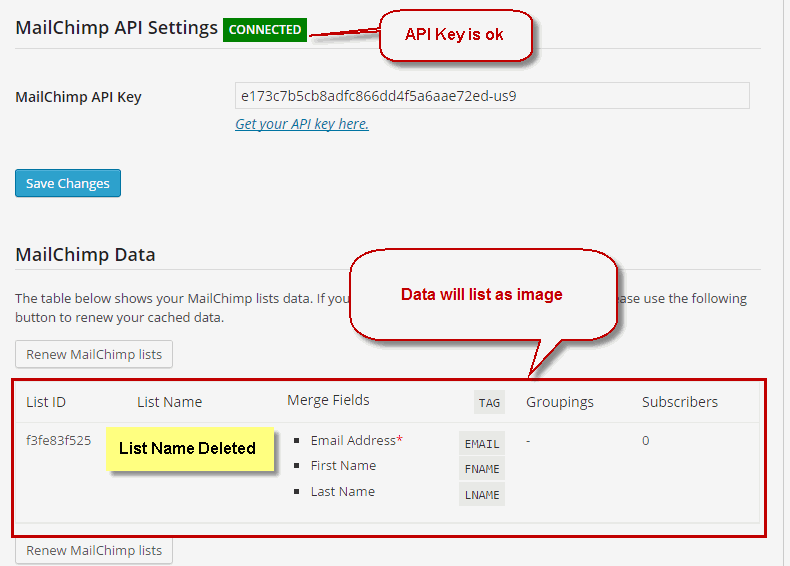 MailChimp API Settings CONNECTED
API Key is ok
MailChimp API Key
e173c7b5cb8adfc866dd4f5a6aae72ed-us9
Get your API key here.
Save Changes
MailChimp Data
Data will list as image
The table below shows your MailChimp lists data. If you ease use the following
button to renew your cached data.
Renew MailChimp lists
List ID List Name Merge Fields TAG Groupings Subscribers
f3fe83f525 List Name Deleted Email Address* EMAIL - 0
First Name FNAME
Last Name LNAME
Renew MailChimp lists